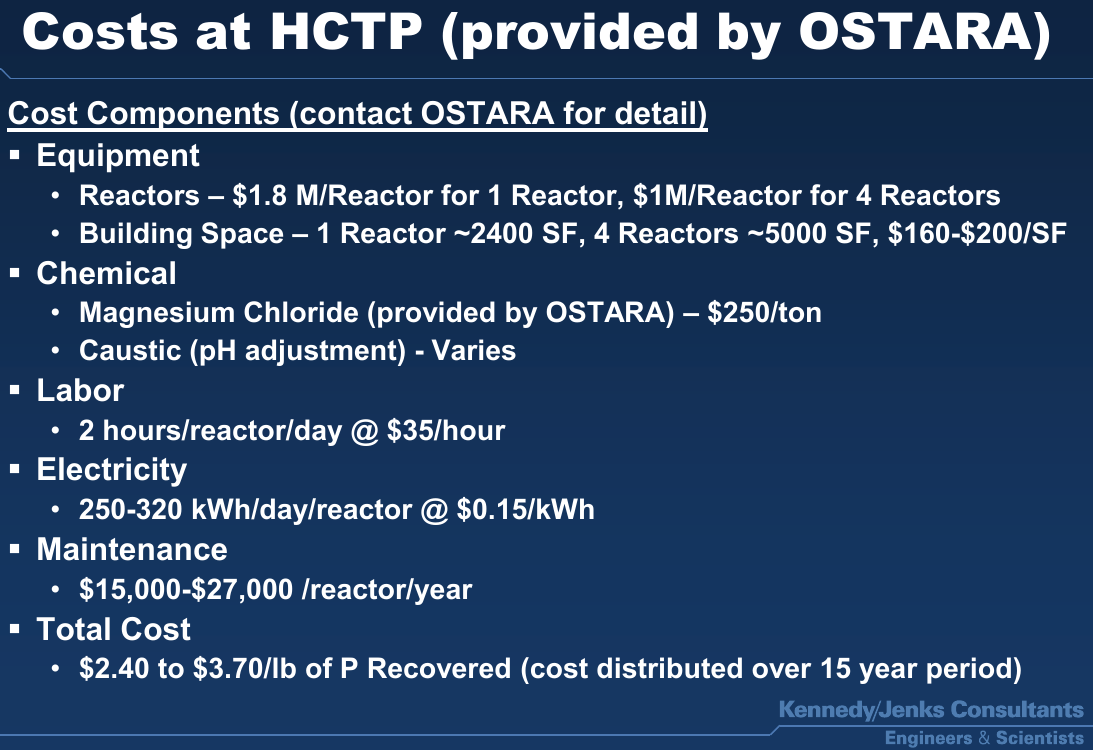 Costs at HCTP (provided by OSTARA)
Cost Components (contact OSTARA for detail)
▪ Equipment
• Reactors – $1.8 M/Reactor for 1 Reactor, $1M/Reactor for 4 Reactors
• Building Space – 1 Reactor ~2400 SF, 4 Reactors ~5000 SF, $160-$200/SF
▪ Chemical
• Magnesium Chloride (provided by OSTARA) – $250/ton
• Caustic (pH adjustment) - Varies
▪ Labor
• 2 hours/reactor/day @ $35/hour
▪ Electricity
• 250-320 kWh/day/reactor @ $0.15/kWh
▪ Maintenance
• $15,000-$27,000 /reactor/year
▪ Total Cost
• $2.40 to $3.70/lb of P Recovered (cost distributed over 15 year period)
Kennedy/Jenks Consultants
Engineers & Scientists